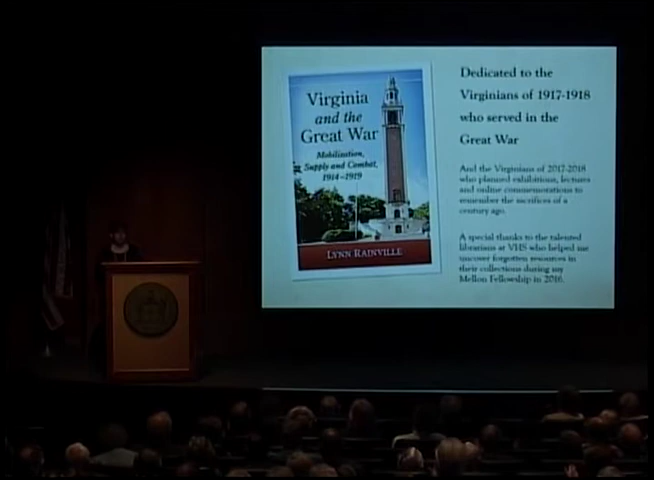 Virginia
and the
Great War
Mobilization,
Supply and Combat,
1914–1919
LYNN RAINVILLE
Dedicated to the
Virginians of 1917-1918
who served in the
Great War
And the Virginians of 2017-2018
who planned exhibitions, lectures
and online commemorations to
remember the sacrifices of a
century ago.
A special thanks to the talented
librarians at VHS who helped me
uncover forgotten resources in
their collections during my
Mellon Fellowship in 2016.